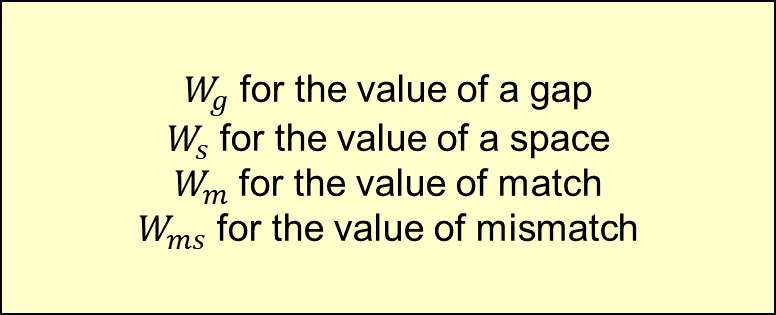 W_g for the value of a gap
W_s for the value of a space
W_m for the value of match
W_ms for the value of mismatch